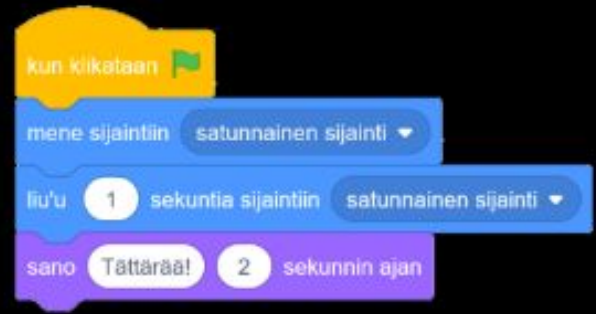 kun klikataan
mene sijaintiin satunnainen sijainti
liu'u 1 sekuntia sijaintiin satunnainen sijainti
sano Tättärää! 2 sekunnin ajan